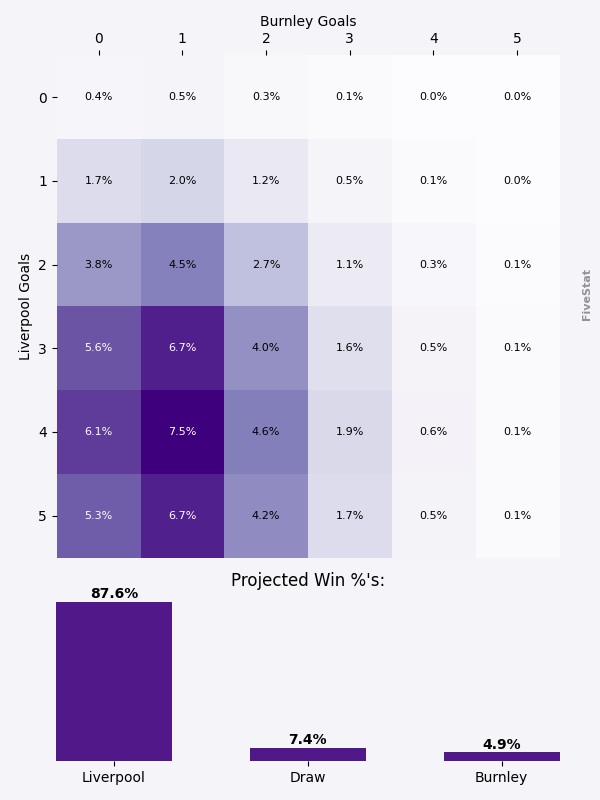 Burnley Goals
0 1 2 3 4 5
Liverpool Goals
0 0.4% 0.5% 0.3% 0.1% 0.0% 0.0%
1 1.7% 2.0% 1.2% 0.5% 0.1% 0.0%
2 3.8% 4.5% 2.7% 1.1% 0.3% 0.1%
3 5.6% 6.7% 4.0% 1.6% 0.5% 0.1%
4 6.1% 7.5% 4.6% 1.9% 0.6% 0.1%
5 5.3% 6.7% 4.2% 1.7% 0.5% 0.1%
FiveStat
Projected Win %'s:
87.6% 7.4% 4.9%
Liverpool Draw Burnley